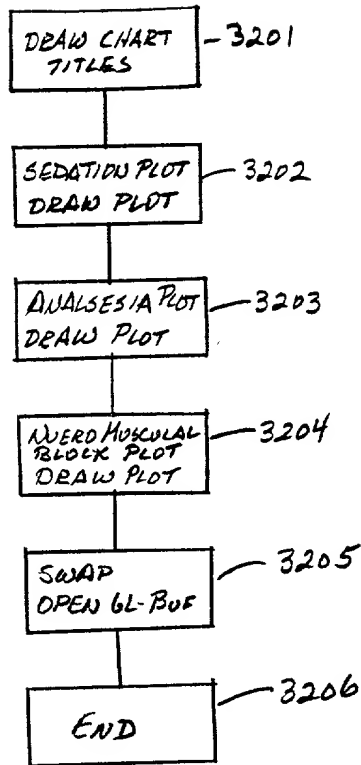 DRAW CHART
TITLES
3201
SEDATION PLOT
DRAW PLOT
3202
ANALSESIA PLOT
DRAW PLOT
3203
NUERO MUSCULAL
BLOCK PLOT
DRAW PLOT
3204
SWAP
OPEN GL-BUF
3205
END
3206